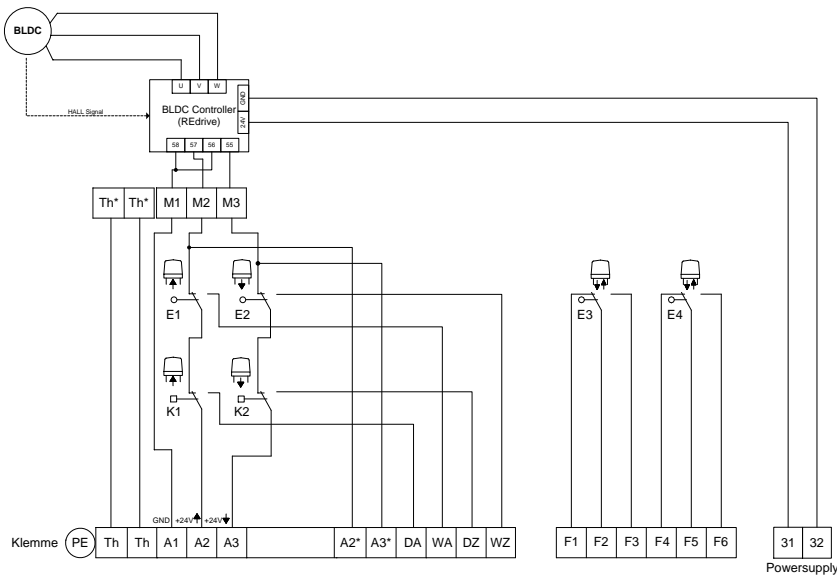 BLDC
HALL Signal
U V W
BLDC Controller
(REdrive)
GND
24V
58 57 56 55
Th* Th* M1 M2 M3
E1 E2 E3 E4
K1 K2
GND +24V +24V
Klemme PE Th Th A1 A2 A3 A2* A3* DA WA DZ WZ F1 F2 F3 F4 F5 F6 31 32
Powersupply